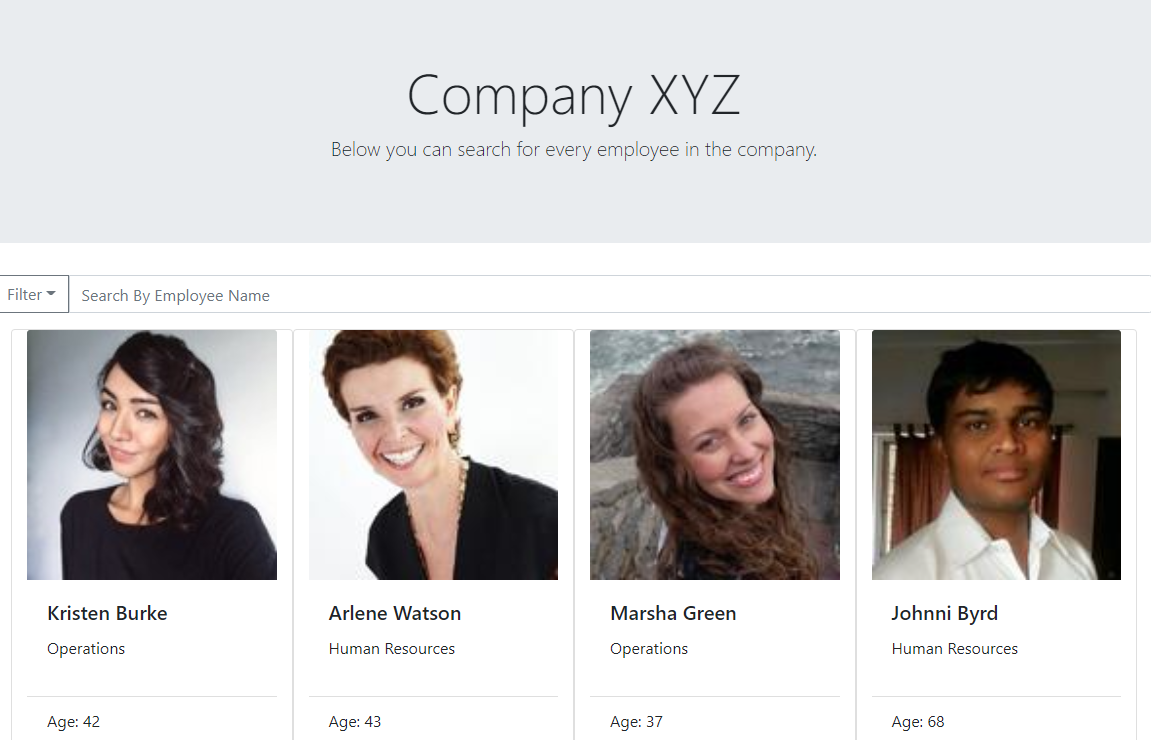 Company XYZ
Below you can search for every employee in the company.
Filter
Search By Employee Name
Kristen Burke
Operations
Age: 42
Arlene Watson
Human Resources
Age: 43
Marsha Green
Operations
Age: 37
Johnni Byrd
Human Resources
Age: 68